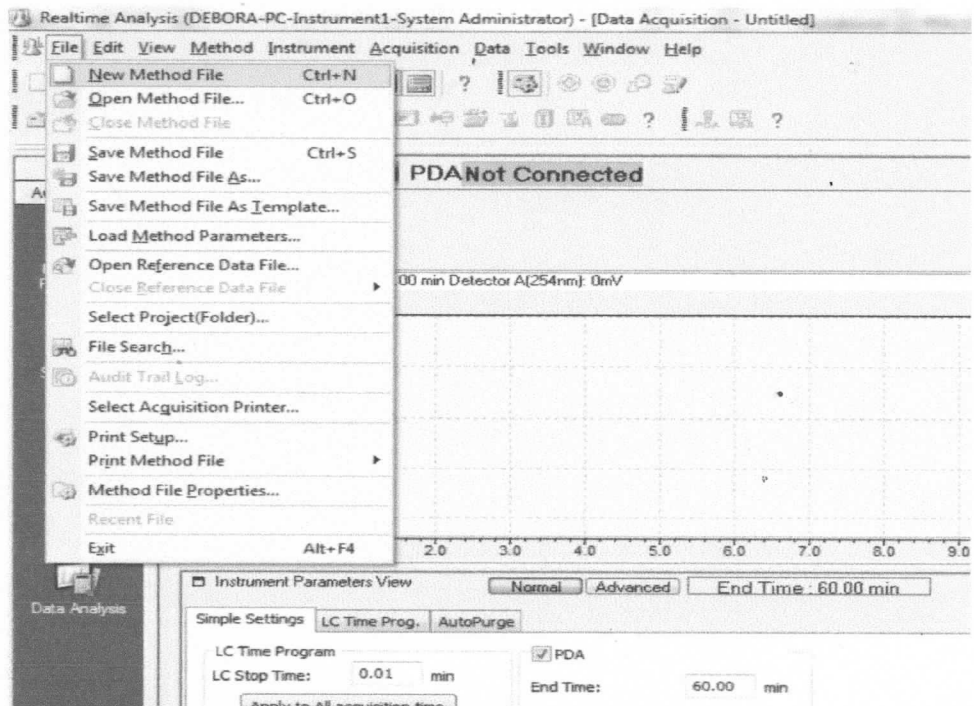 Realtime Analysis (DEBORA-PC-Instrument1-System Administrator) - [Data Acquisition - Untitled]
File Edit View Method Instrument Acquisition Data Tools Window Help
New Method File Ctrl+N
Open Method File... Ctrl+O
Close Method File
Save Method File Ctrl+S
Save Method File As...
Save Method File As Template...
Load Method Parameters...
Open Reference Data File...
Close Reference Data File
Select Project(Folder)...
File Search...
Audit Trail Log...
Select Acquisition Printer...
Print Setup...
Print Method File
Method File Properties...
Recent File
Exit Alt+F4
PDA Not Connected
.00 min Detector A(254nm): 0mV
2.0 3.0 4.0 5.0 6.0 7.0 8.0 9.0
Data Analysis
Instrument Parameters View Normal Advanced End Time : 60.00 min
Simple Settings LC Time Prog. AutoPurge
LC Time Program
LC Stop Time: 0.01 min
Apply to All acquisition time
PDA
End Time: 60.00 min